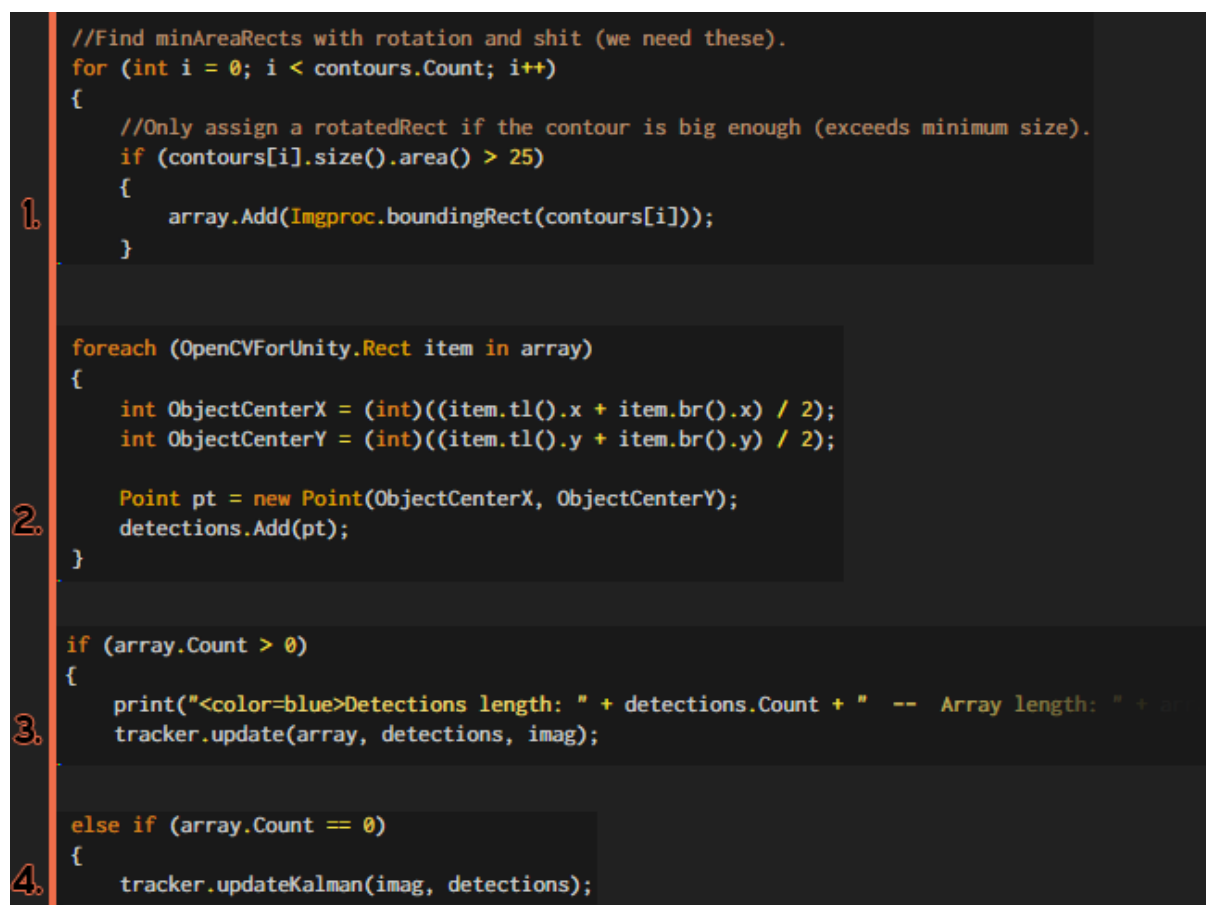 //Find minAreaRects with rotation and shit (we need these).
for (int i = 0; i < contours.Count; i++)
{
//Only assign a rotatedRect if the contour is big enough (exceeds minimum size).
if (contours[i].size().area() > 25)
{
1. array.Add(Imgproc.boundingRect(contours[i]));
}
foreach (OpenCVForUnity.Rect item in array)
{
int ObjectCenterX = (int)((item.tl().x + item.br().x) / 2);
int ObjectCenterY = (int)((item.tl().y + item.br().y) / 2);
Point pt = new Point(ObjectCenterX, ObjectCenterY);
2. detections.Add(pt);
}
if (array.Count > 0)
{
print("<color=blue>Detections length: " + detections.Count + " -- Array length: " +
3. tracker.update(array, detections, imag);
else if (array.Count == 0)
{
4. tracker.updateKalman(imag, detections);